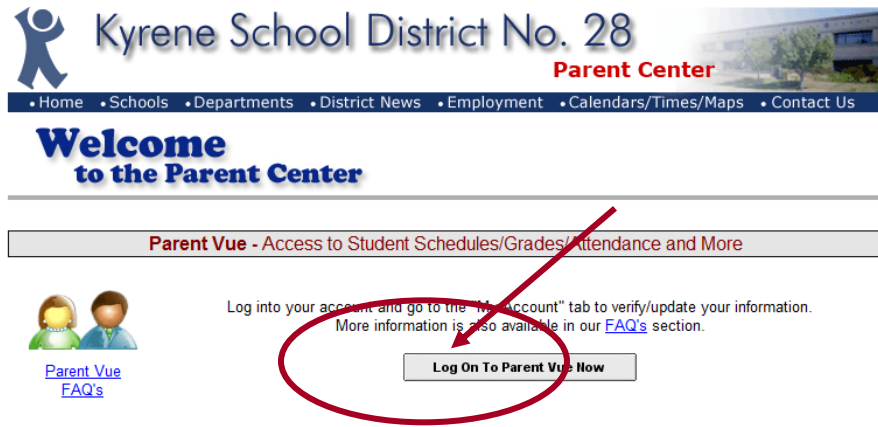 Kyrene School District No. 28
Parent Center
• Home • Schools • Departments • District News • Employment • Calendars/Times/Maps • Contact Us
Welcome
to the Parent Center
Parent Vue - Access to Student Schedules/Grades/Attendance and More
Log into your account and go to the "My Account" tab to verify/update your information.
More information is also available in our FAQ's section.
Log On To Parent Vue Now
Parent Vue
FAQ's